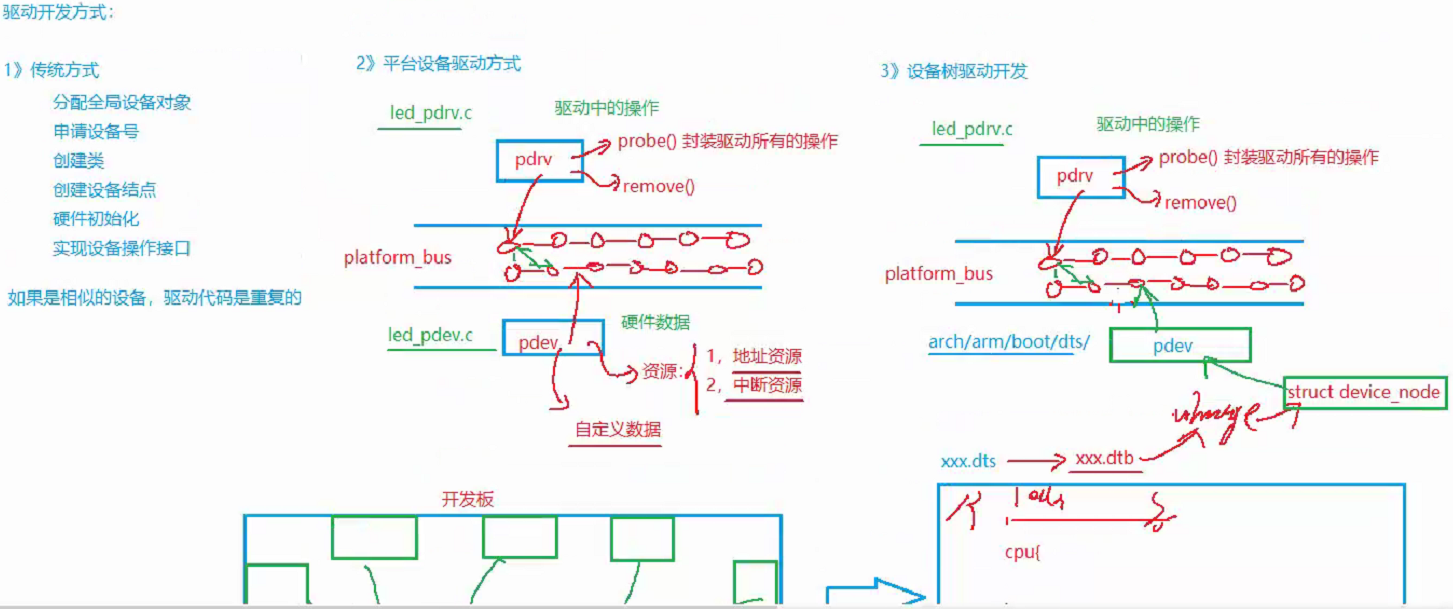 驱动开发方式；
1》传统方式
分配全局设备对象
申请设备号
创建类
创建设备结点
硬件初始化
实现设备操作接口
如果是相似的设备，驱动代码是重复的
2》平台设备驱动方式
led_pdrv.c
驱动中的操作
pdrv
probe() 封装驱动所有的操作
remove()
platform_bus
led_pdev.c
pdev
硬件数据
资源:
1，地址资源
2，中断资源
自定义数据
开发板
3》设备树驱动开发
led_pdrv.c
驱动中的操作
pdrv
probe() 封装驱动所有的操作
remove()
platform_bus
arch/arm/boot/dts/
pdev
struct device_node
xxx.dts
xxx.dtb
cpu{